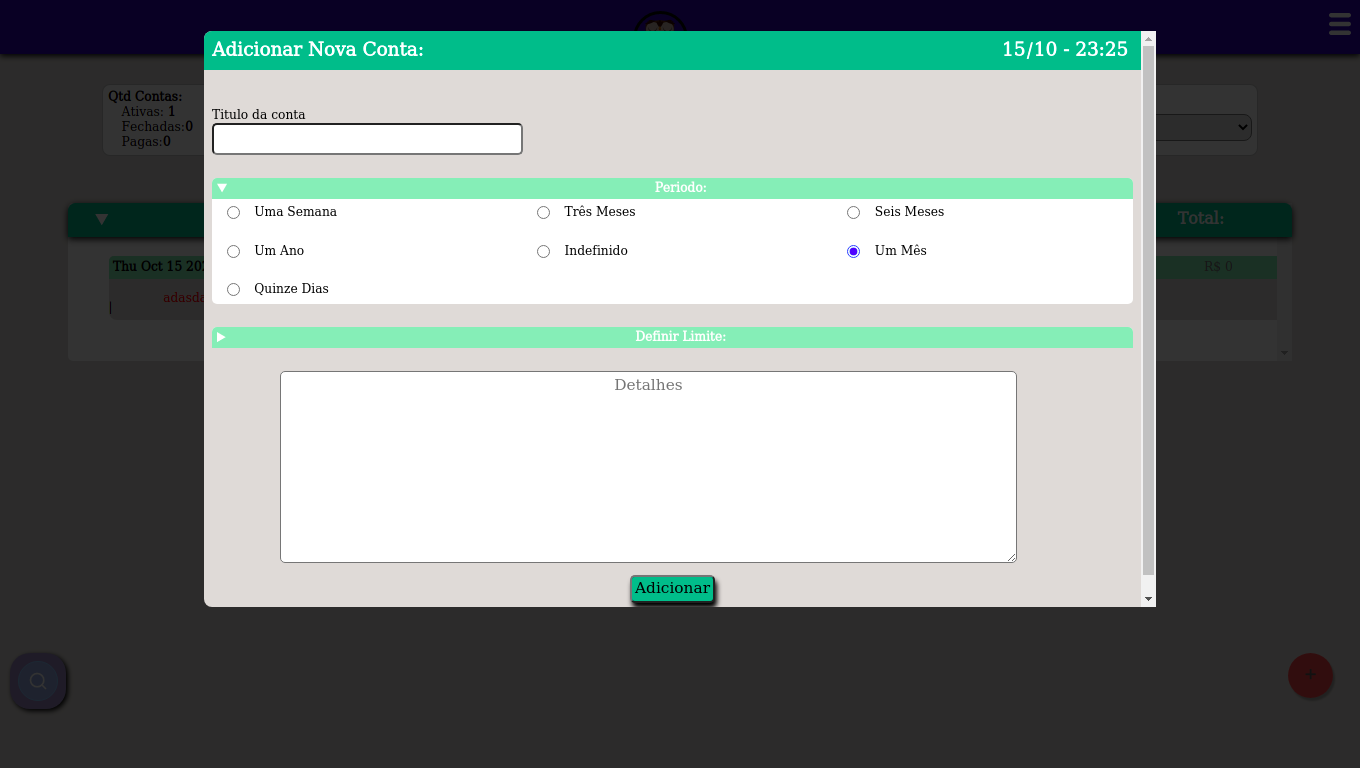 Adicionar Nova Conta: 15/10 - 23:25
Qtd Contas:
Ativas: 1
Fechadas:0
Pagas:0
Titulo da conta
Periodo:
Uma Semana Três Meses Seis Meses
Um Ano Indefinido Um Mês
Quinze Dias
Total:
Thu Oct 15 R$ 0
Definir Limite:
Detalhes
Adicionar
+